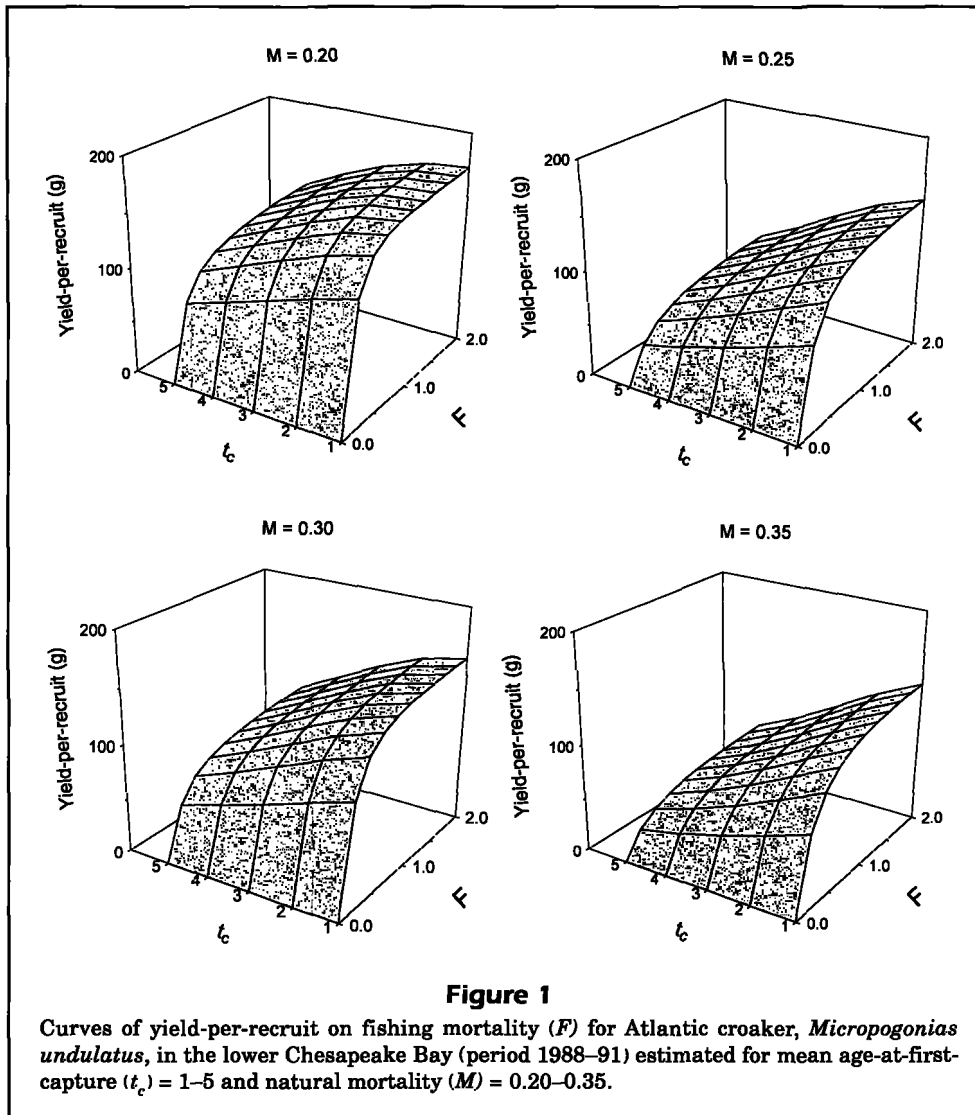 M = 0.20
Yield-per-recruit (g)
200
100
0
5
4
3
2
1
t_c
0.0
1.0
2.0
F
M = 0.25
Yield-per-recruit (g)
200
100
0
5
4
3
2
1
t_c
0.0
1.0
2.0
F
M = 0.30
Yield-per-recruit (g)
200
100
0
5
4
3
2
1
t_c
0.0
1.0
2.0
F
M = 0.35
Yield-per-recruit (g)
200
100
0
5
4
3
2
1
t_c
0.0
1.0
2.0
F
Figure 1
Curves of yield-per-recruit on fishing mortality (F) for Atlantic croaker, Micropogonias
undulatus, in the lower Chesapeake Bay (period 1988–91) estimated for mean age-at-first-
capture (t_c) = 1–5 and natural mortality (M) = 0.20–0.35.